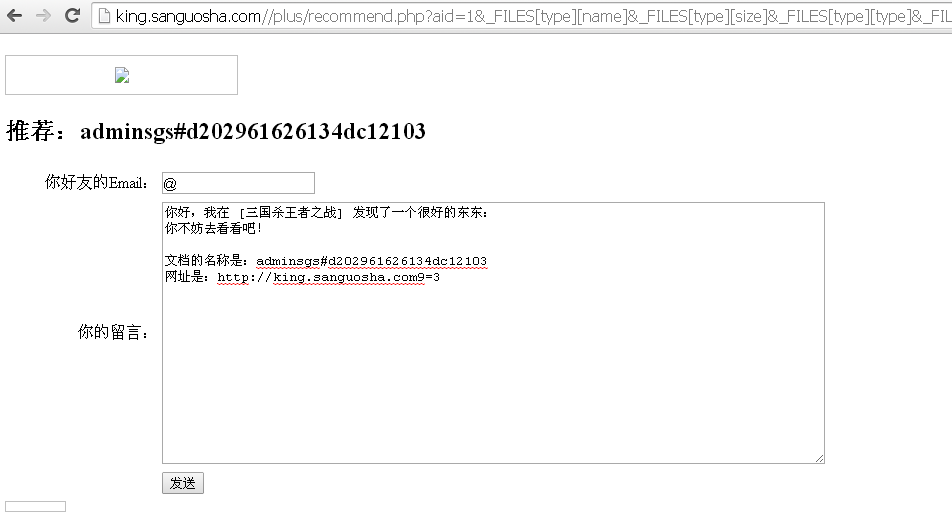 king.sanguosha.com//plus/recommend.php?aid=1&_FILES[type][name]&_FILES[type][size]&_FILES[type][type]&_FIL
推荐：adminsgs#d202961626134dc12103
你好友的Email： @
你好，我在 [三国杀王者之战] 发现了一个很好的东东：
你不妨去看看吧！
文档的名称是：adminsgs#d202961626134dc12103
网址是：http://king.sanguosha.com9=3
你的留言：
发送